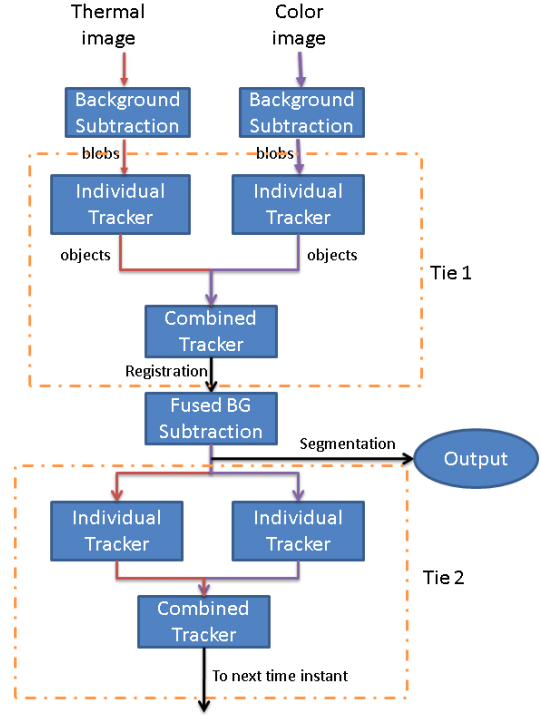 Thermal
image
Color
image
Background
Subtraction
Background
Subtraction
blobs
blobs
Individual
Tracker
Individual
Tracker
objects
objects
Tie 1
Combined
Tracker
Registration
Fused BG
Subtraction
Segmentation
Output
Individual
Tracker
Individual
Tracker
Tie 2
Combined
Tracker
To next time instant